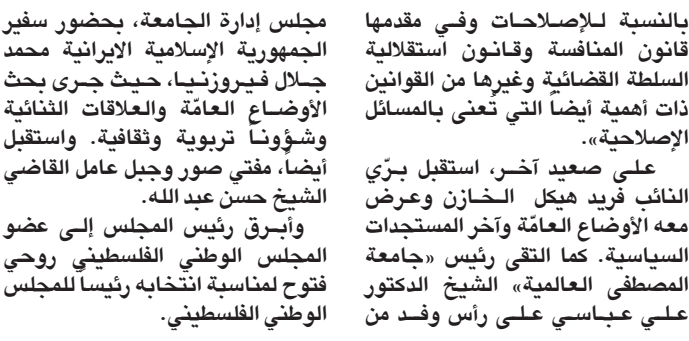 بالنسبة للإصلاحات وفي مقدمها
قانون المنافسة وقانون استقلالية
السلطة القضائية وغيرها من القوانين
ذات أهمية أيضاً التي تُعنى بالمسائل
الإصلاحية».
على صعيد آخر، استقبل برّي
النائب فريد هيكل الخازن وعرض
معه الأوضاع العامّة وآخر المستجدات
السياسية. كما التقى رئيس «جامعة
المصطفى العالمية» الشيخ الدكتور
علي عباسي على رأس وفد من
مجلس إدارة الجامعة، بحضور سفير
الجمهورية الإسلامية الايرانية محمد
جلال فيروزنيا، حيث جرى بحث
الأوضاع العامّة والعلاقات الثنائية
وشؤوناً تربوية وثقافية. واستقبل
أيضاً، مفتي صور وجبل عامل القاضي
الشيخ حسن عبد الله.
وأبرق رئيس المجلس إلى عضو
المجلس الوطني الفلسطيني روحي
فتوح لمناسبة انتخابه رئيساً للمجلس
الوطني الفلسطيني.